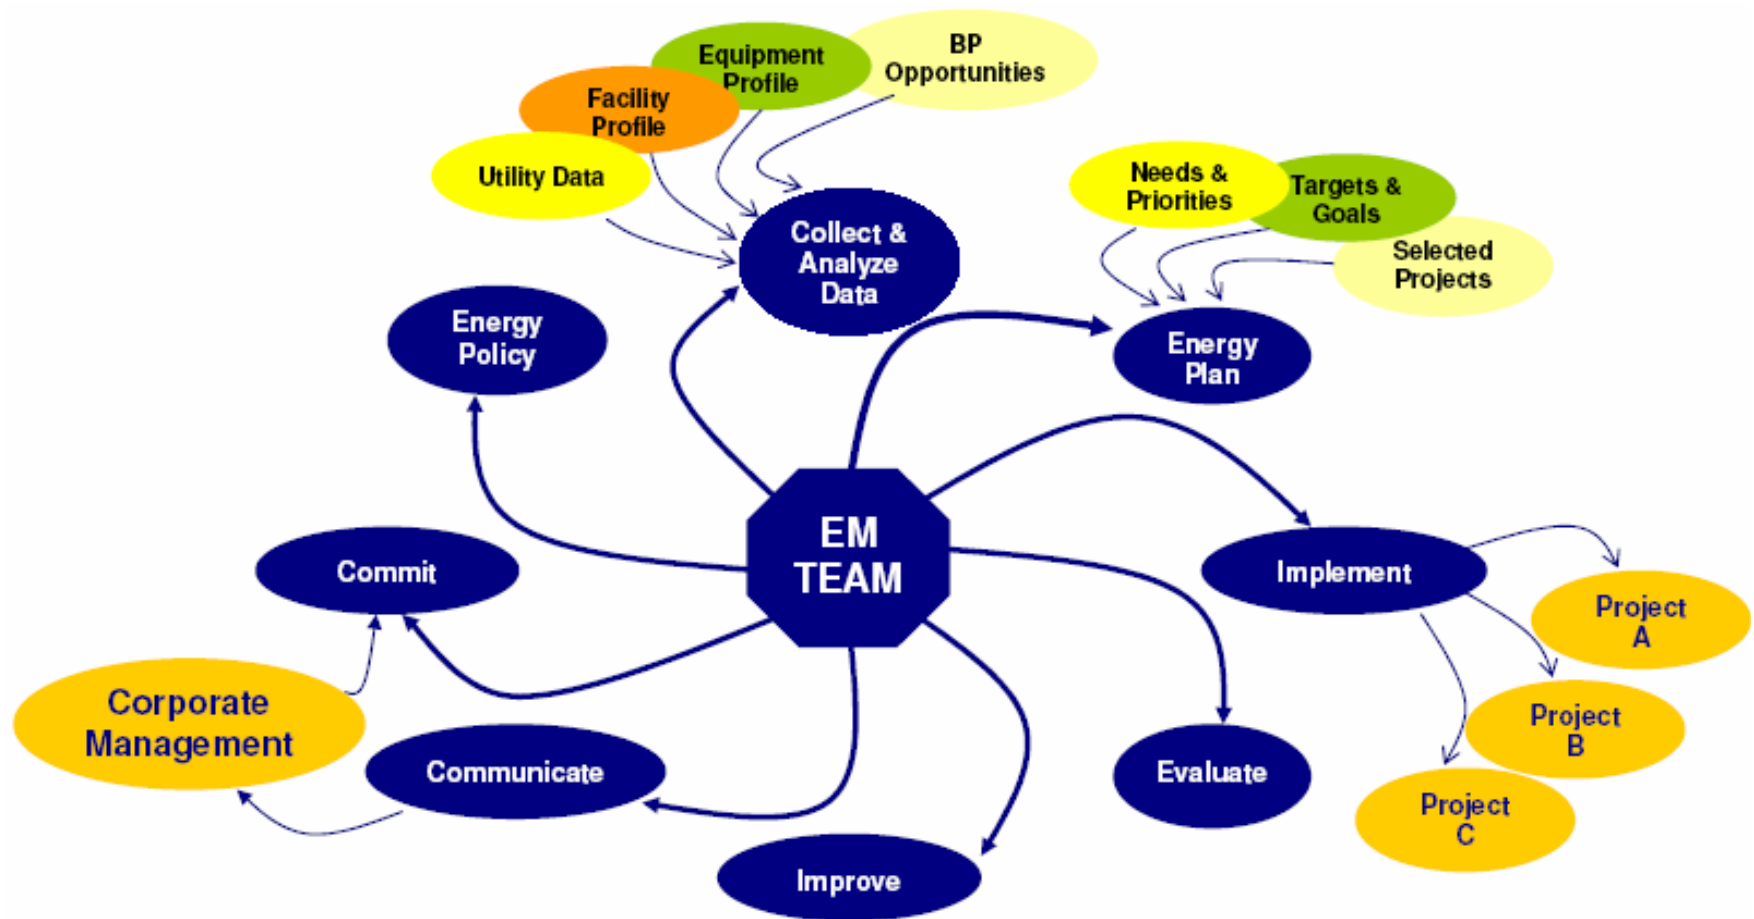 BP
Opportunities
Equipment
Profile
Facility
Profile
Utility Data
Needs &
Priorities
Targets &
Goals
Selected
Projects
Collect &
Analyze
Data
Energy
Policy
Energy
Plan
EM
TEAM
Commit
Implement
Project
A
Corporate
Management
Project
B
Communicate
Evaluate
Project
C
Improve